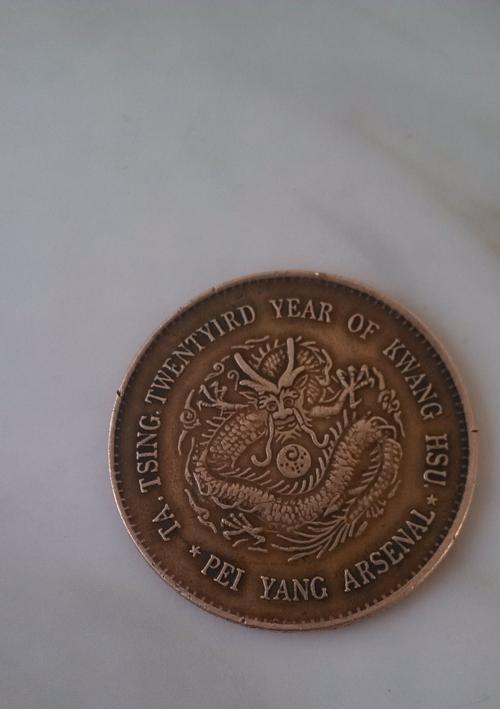 TA. TSING. TWENTYIRD YEAR OF KWANG HSU
* PEI YANG ARSENAL *